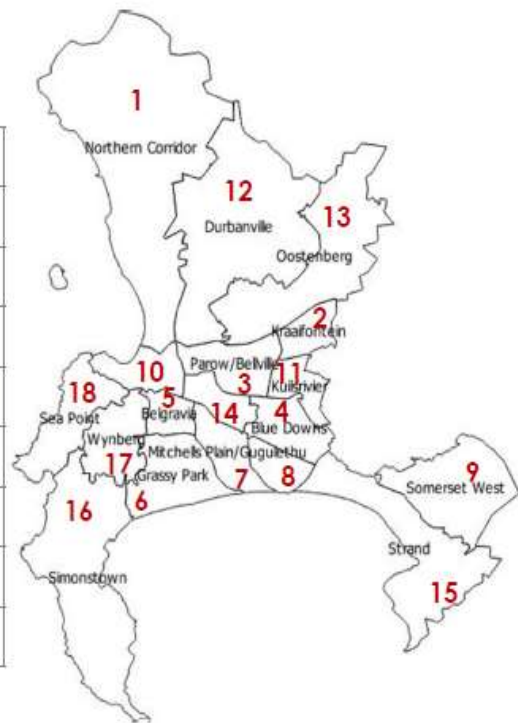 1
Northern Corridor
12
Durbanville
13
Oostenberg
2
Kraaifontein
Parow/Bellville
10
11
3
Kuilsrivier
18
5
14
4
Sea Point
Belgravia
Blue Downs
Wynberg
Mitchells Plain/Gugulethu
17
Grassy Park
7
8
9
Somerset West
16
6
Strand
Simonstown
15